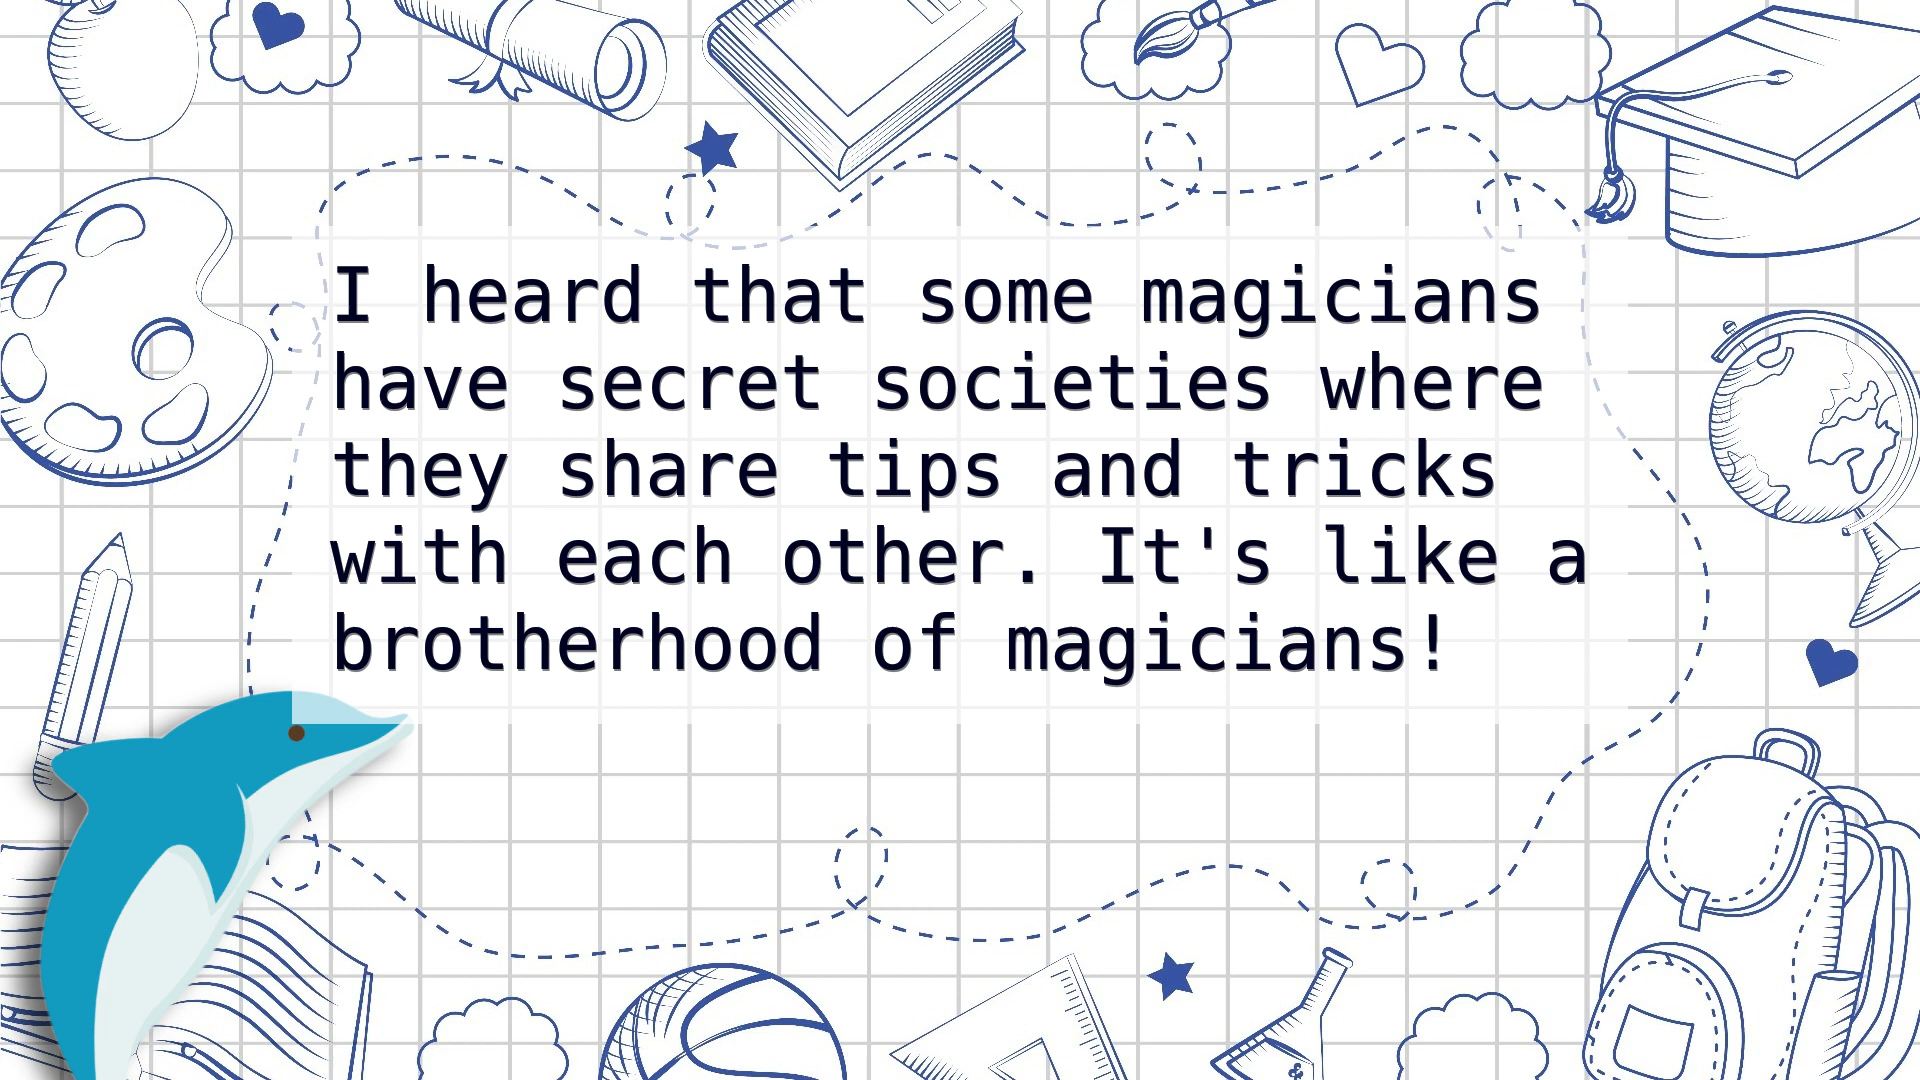 I heard that some magicians
have secret societies where
they share tips and tricks
with each other. It's like a
brotherhood of magicians!